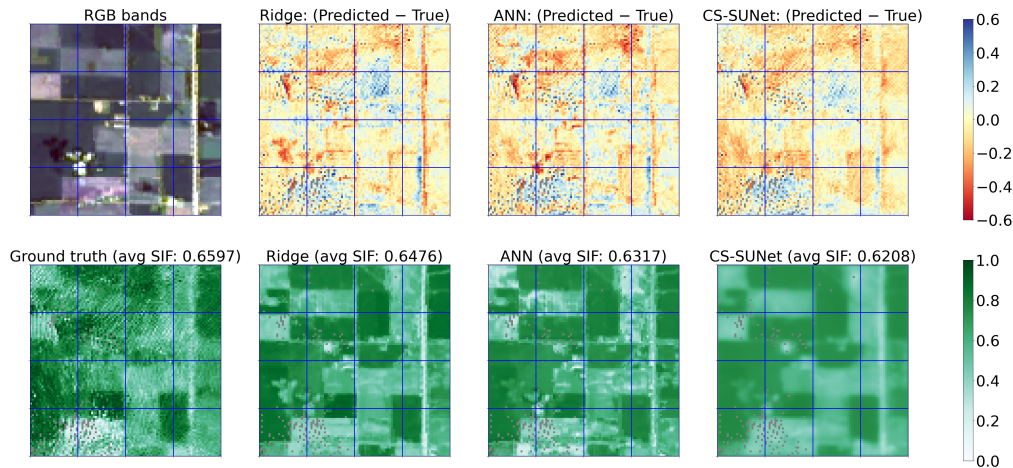 RGB bands
Ridge: (Predicted − True)
ANN: (Predicted − True)
CS-SUNet: (Predicted − True)
0.6
0.4
0.2
0.0
−0.2
−0.4
−0.6
Ground truth (avg SIF: 0.6597)
Ridge (avg SIF: 0.6476)
ANN (avg SIF: 0.6317)
CS-SUNet (avg SIF: 0.6208)
1.0
0.8
0.6
0.4
0.2
0.0